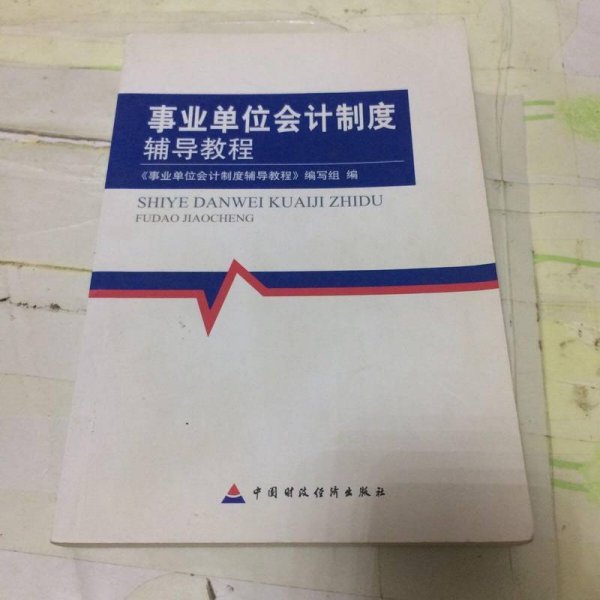 事业单位会计制度
辅导教程
《事业单位会计制度辅导教程》编写组 编
SHIYE DANWEI KUAIJI ZHIDU
FUDAO JIAOCHENG
中国财政经济出版社